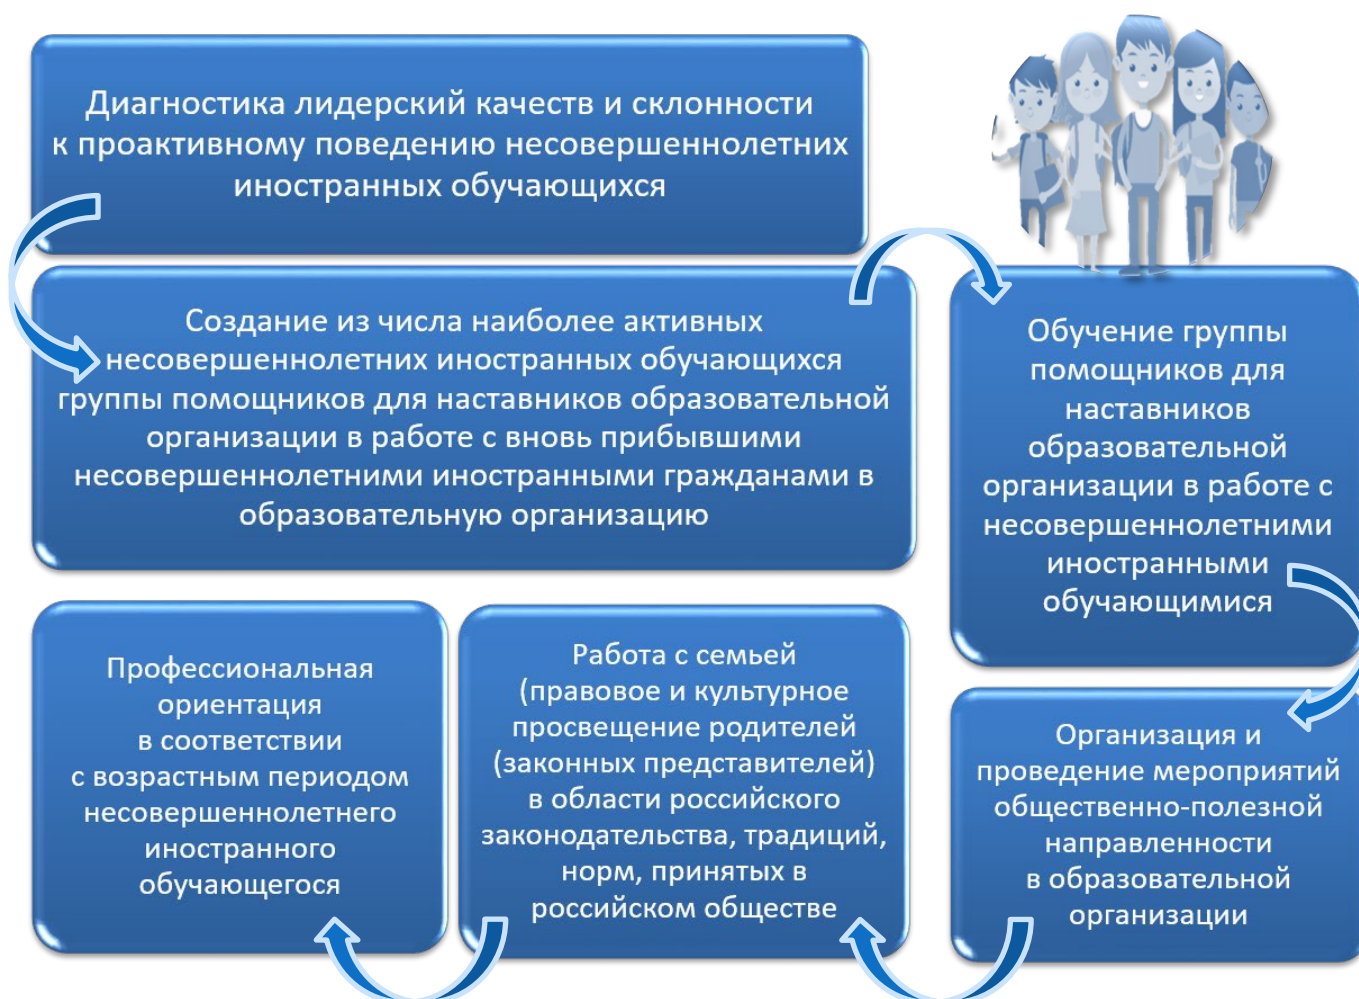 Диагностика лидерский качеств и склонности
к проактивному поведению несовершеннолетних
иностранных обучающихся
Создание из числа наиболее активных
несовершеннолетних иностранных обучающихся
группы помощников для наставников образовательной
организации в работе с вновь прибывшими
несовершеннолетними иностранными гражданами в
образовательную организацию
Обучение группы
помощников для
наставников
образовательной
организации в работе с
несовершеннолетними
иностранными
обучающимися
Организация и
проведение мероприятий
общественно-полезной
направленности
в образовательной
организации
Работа с семьей
(правовое и культурное
просвещение родителей
(законных представителей)
в области российского
законодательства, традиций,
норм, принятых в
российском обществе
Профессиональная
ориентация
в соответствии
с возрастным периодом
несовершеннолетнего
иностранного
обучающегося